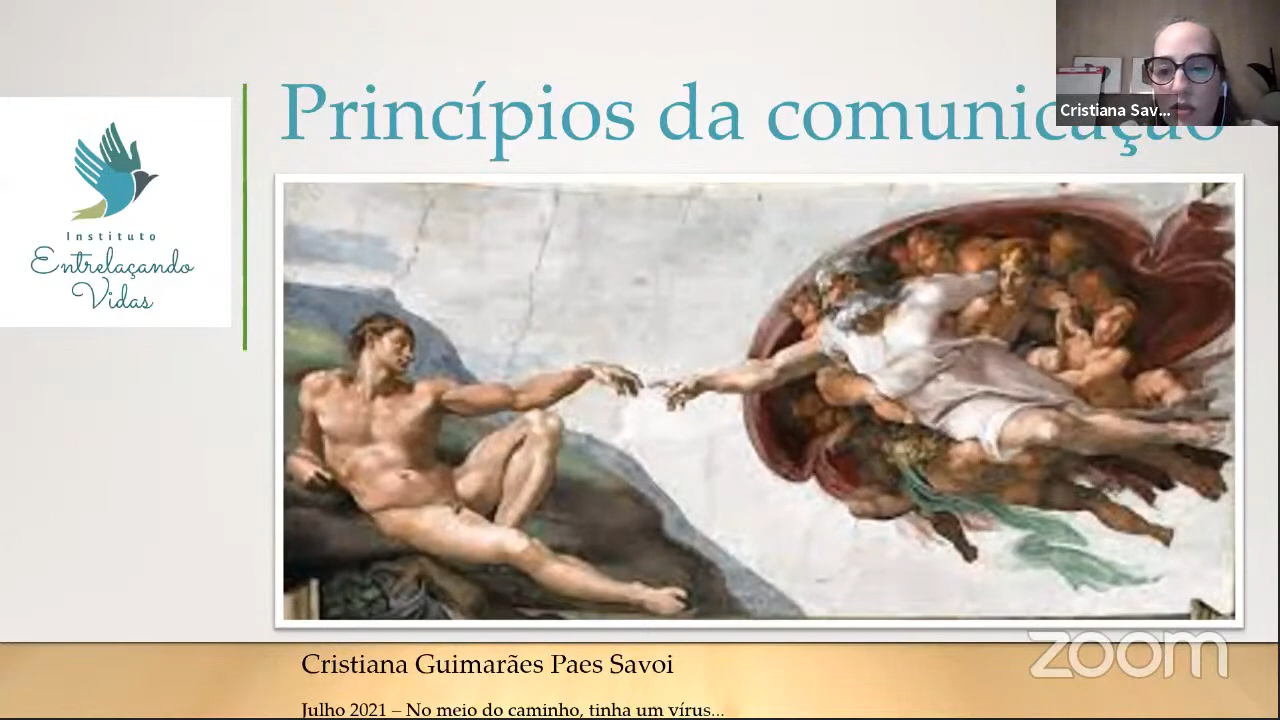 Princípios da comunicação
Cristiana Sav...
Instituto
Entrelaçando
Vidas
Cristiana Guimarães Paes Savoi
Julho 2021 – No meio do caminho, tinha um vírus...
zoom